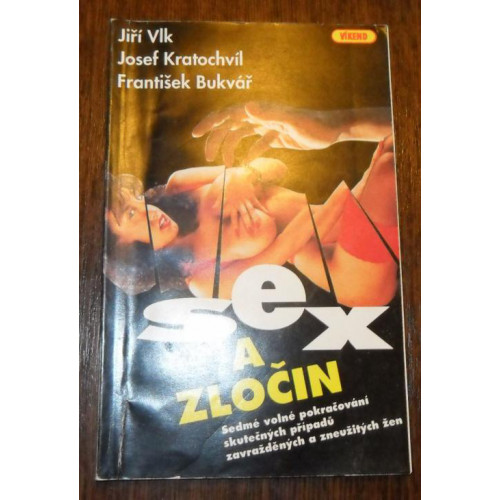 Jiří Vlk
Josef Kratochvíl
František Bukvář
VÍKEND
sex
A
ZLOČIN
Sedmé volné pokračování
skutečných případů
zavražděných a zneužitých žen